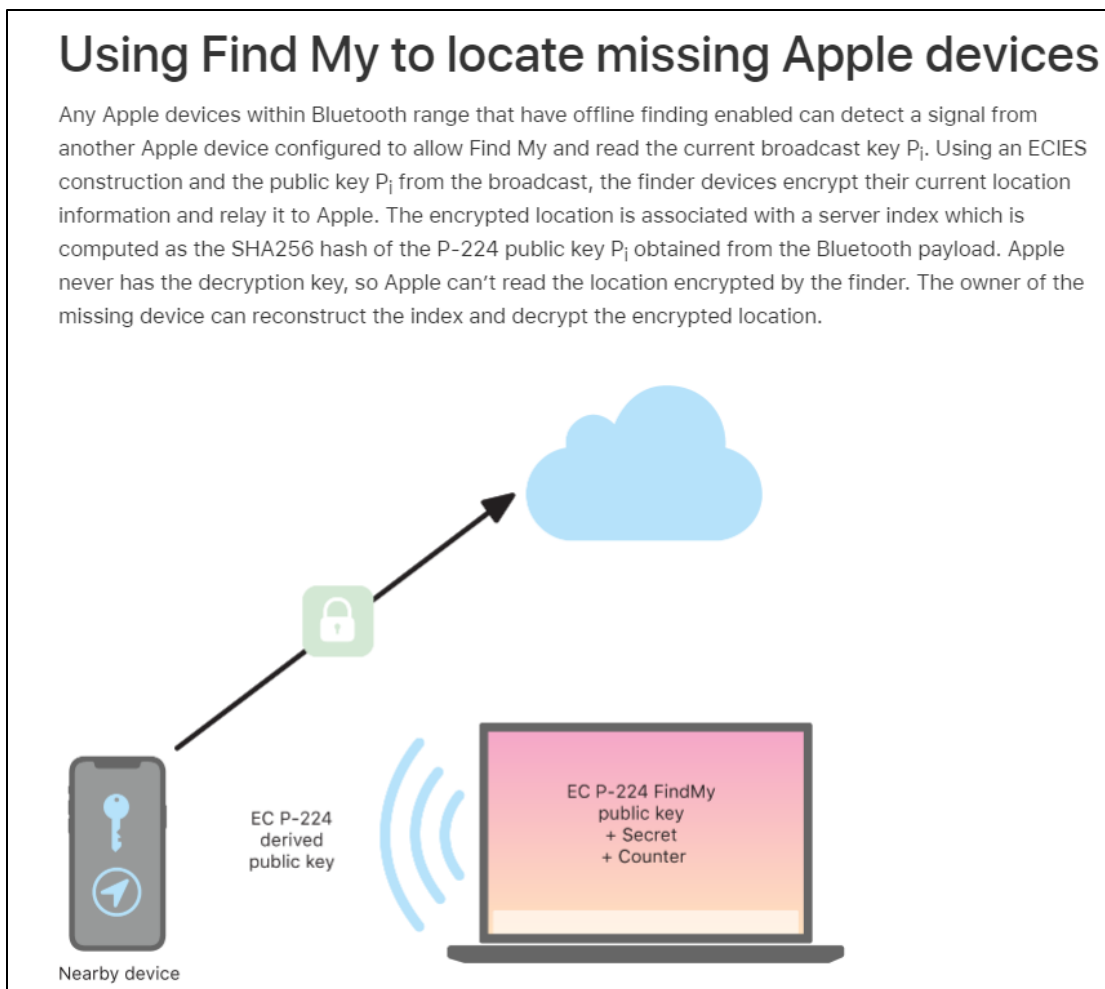 Using Find My to locate missing Apple devices
Any Apple devices within Bluetooth range that have offline finding enabled can detect a signal from
another Apple device configured to allow Find My and read the current broadcast key Pi. Using an ECIES
construction and the public key Pi from the broadcast, the finder devices encrypt their current location
information and relay it to Apple. The encrypted location is associated with a server index which is
computed as the SHA256 hash of the P-224 public key Pi obtained from the Bluetooth payload. Apple
never has the decryption key, so Apple can’t read the location encrypted by the finder. The owner of the
missing device can reconstruct the index and decrypt the encrypted location.
EC P-224
derived
public key
EC P-224 FindMy
public key
+ Secret
+ Counter
Nearby device